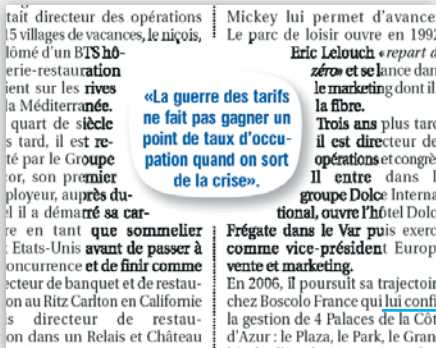 tait directeur des opérations
15 villages de vacances, le niçois,
lômé d'un BTS hô-
erie-restauration
ient sur les rives
la Méditerranée.
quart de siècle
s tard, il est re-
té par le Groupe
cor, son premier
ployeur, auprès du-
el il a démarré sa car-
re en tant que sommelier
Etats-Unis avant de passer à
oncurrence et de finir comme
ecteur de banquet et de restau-
on au Ritz Carlton en Californie
s directeur de restau-
on dans un Relais et Château
«La guerre des tarifs
ne fait pas gagner un
point de taux d'occu-
pation quand on sort
de la crise».
Mickey lui permet d'avance
Le parc de loisir ouvre en 1992
Eric Lelouch «repart d
zéro» et se lance dan
le marketing dont il
la fibre.
Trois ans plus tard
il est directeur de
opérations et congrè
Il entre dans l
groupe Dolce Interna
tional, ouvre l'hôtel Dolc
Frégate dans le Var puis exerc
comme vice-président Europ
vente et marketing.
En 2006, il poursuit sa trajectoir
chez Boscolo France qui lui confi
la gestion de 4 Palaces de la Côt
d'Azur : le Plaza, le Park, le Gran